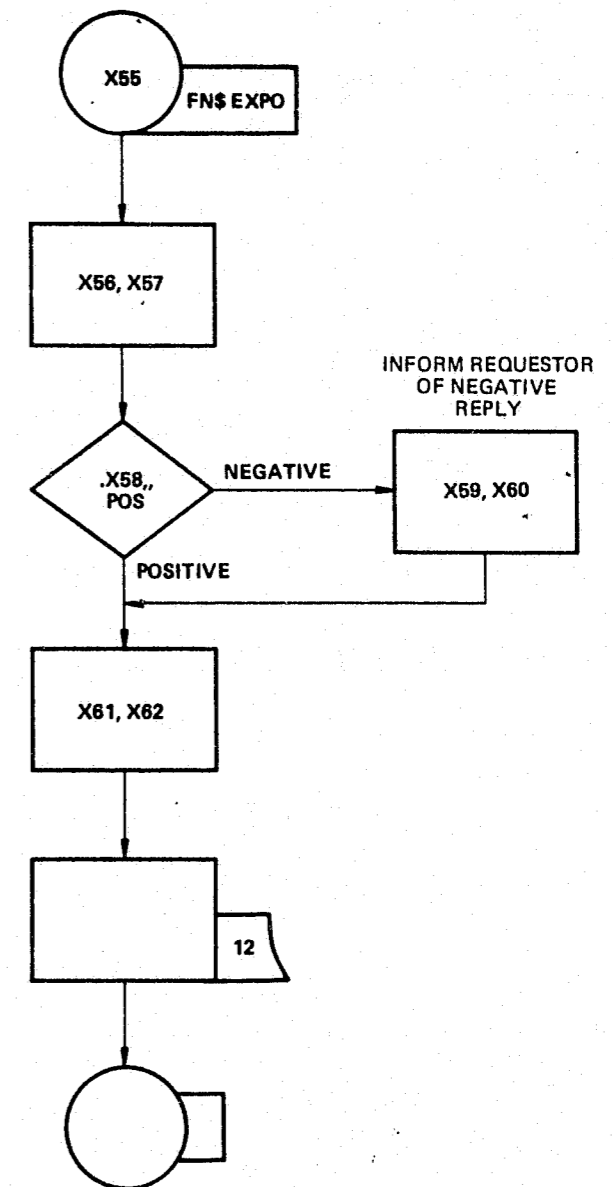 X55
FN$ EXPO
X56, X57
INFORM REQUESTOR
OF NEGATIVE
REPLY
.X58,,
POS
NEGATIVE
X59, X60
POSITIVE
X61, X62
12